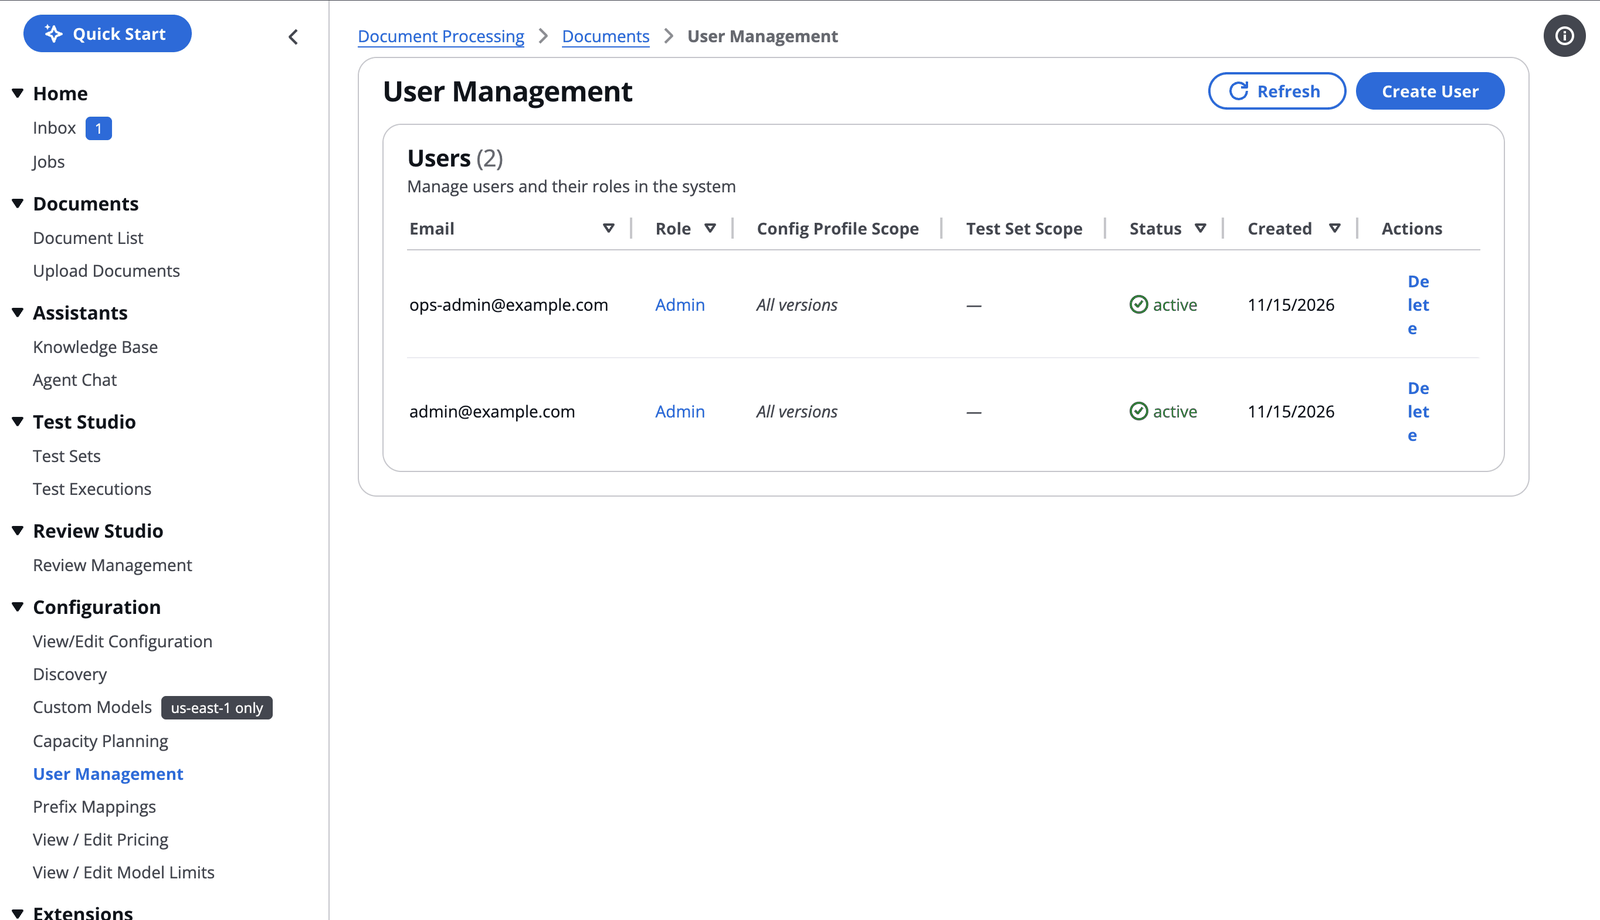 Quick Start
Home
Inbox 1
Jobs
Documents
Document List
Upload Documents
Assistants
Knowledge Base
Agent Chat
Test Studio
Test Sets
Test Executions
Review Studio
Review Management
Configuration
View/Edit Configuration
Discovery
Custom Models us-east-1 only
Capacity Planning
User Management
Prefix Mappings
View / Edit Pricing
View / Edit Model Limits
Extensions
Document Processing Documents User Management
User Management
Refresh Create User
Users (2)
Manage users and their roles in the system
Email Role Config Profile Scope Test Set Scope Status Created Actions
ops-admin@example.com Admin All versions — active 11/15/2026 De
let
e
admin@example.com Admin All versions — active 11/15/2026 De
let
e